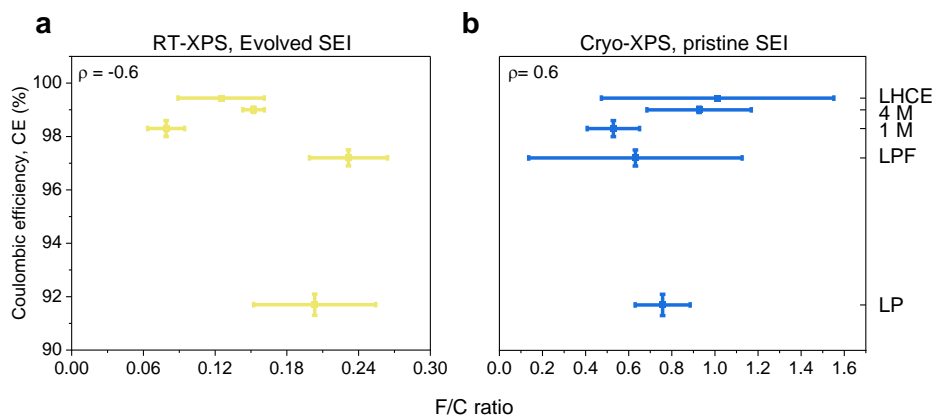 a
RT-XPS, Evolved SEI
ρ = -0.6
Coulombic efficiency, CE (%)
100
98
96
94
92
90
0.00
0.06
0.12
0.18
0.24
0.30
b
Cryo-XPS, pristine SEI
ρ= 0.6
LHCE
4 M
1 M
LPF
LP
0.0
0.2
0.4
0.6
0.8
1.0
1.2
1.4
1.6
F/C ratio